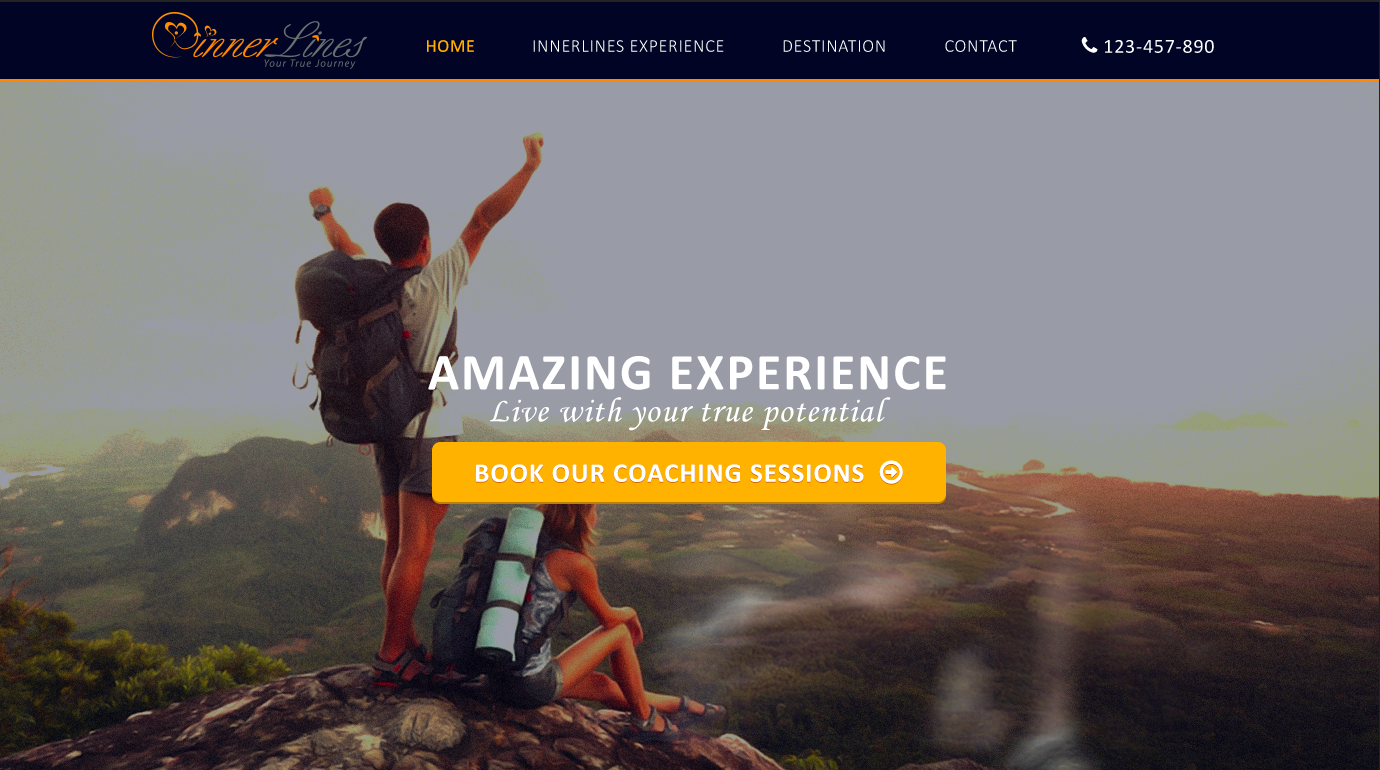 innerLines
Your True Journey
HOME
INNERLINES EXPERIENCE
DESTINATION
CONTACT
123-457-890
AMAZING EXPERIENCE
Live with your true potential
BOOK OUR COACHING SESSIONS